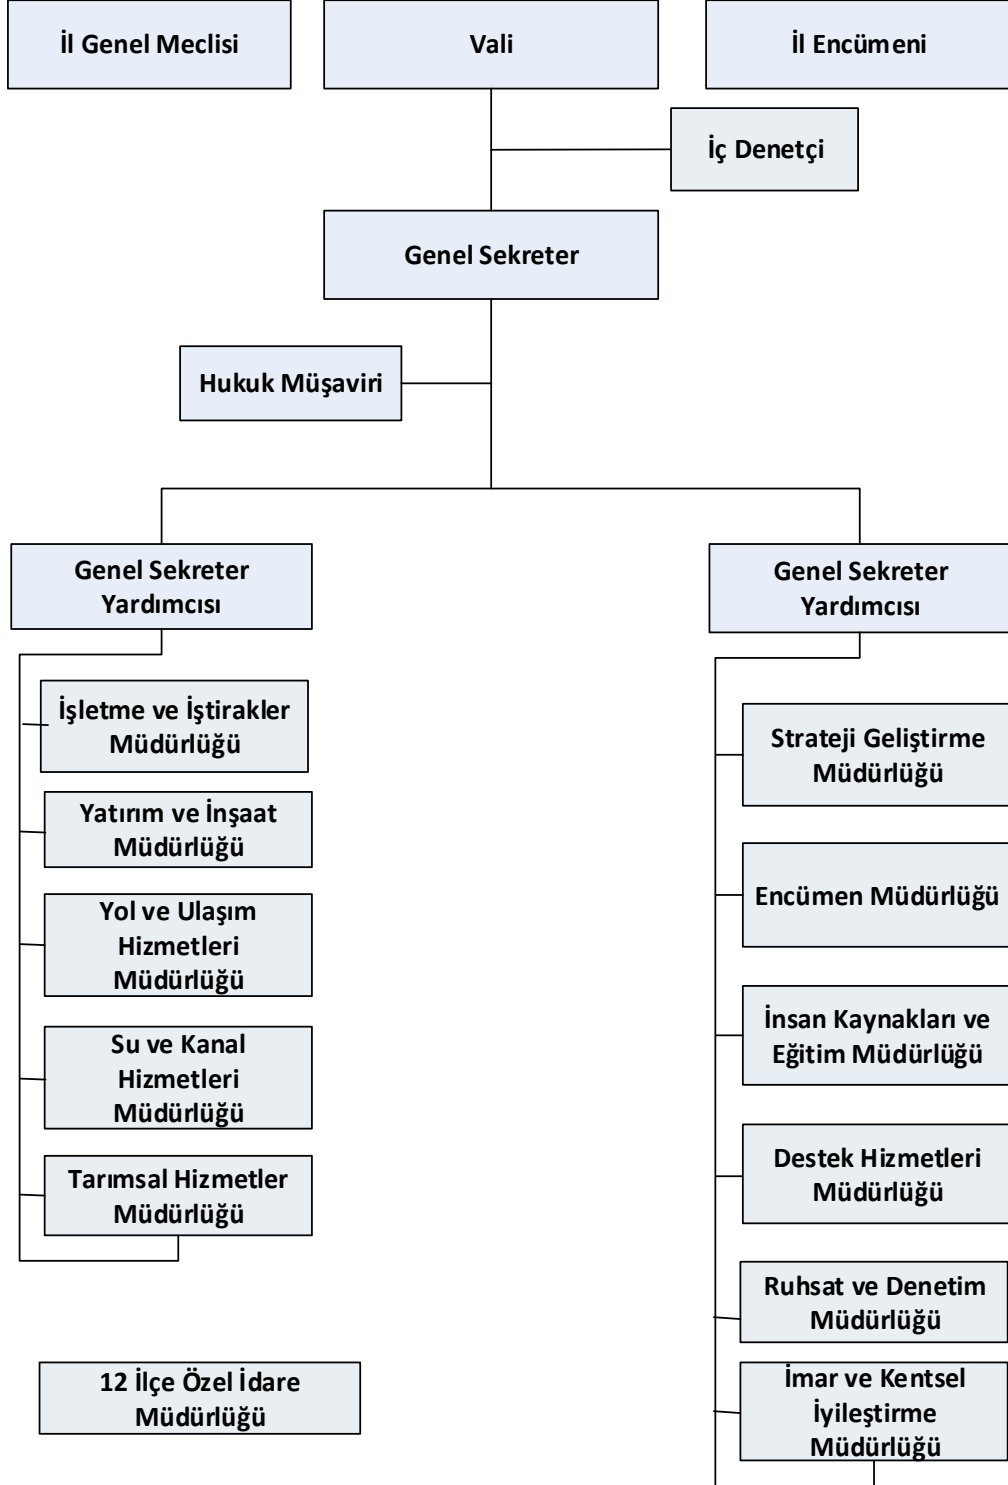 İl Genel Meclisi
Vali
İl Encümeni
İç Denetçi
Genel Sekreter
Hukuk Müşaviri
Genel Sekreter
Yardımcısı
Genel Sekreter
Yardımcısı
İşletme ve İştirakler
Müdürlüğü
Yatırım ve İnşaat
Müdürlüğü
Yol ve Ulaşım
Hizmetleri
Müdürlüğü
Su ve Kanal
Hizmetleri
Müdürlüğü
Tarımsal Hizmetler
Müdürlüğü
12 İlçe Özel İdare
Müdürlüğü
Strateji Geliştirme
Müdürlüğü
Encümen Müdürlüğü
İnsan Kaynakları ve
Eğitim Müdürlüğü
Destek Hizmetleri
Müdürlüğü
Ruhsat ve Denetim
Müdürlüğü
İmar ve Kentsel
İyileştirme
Müdürlüğü